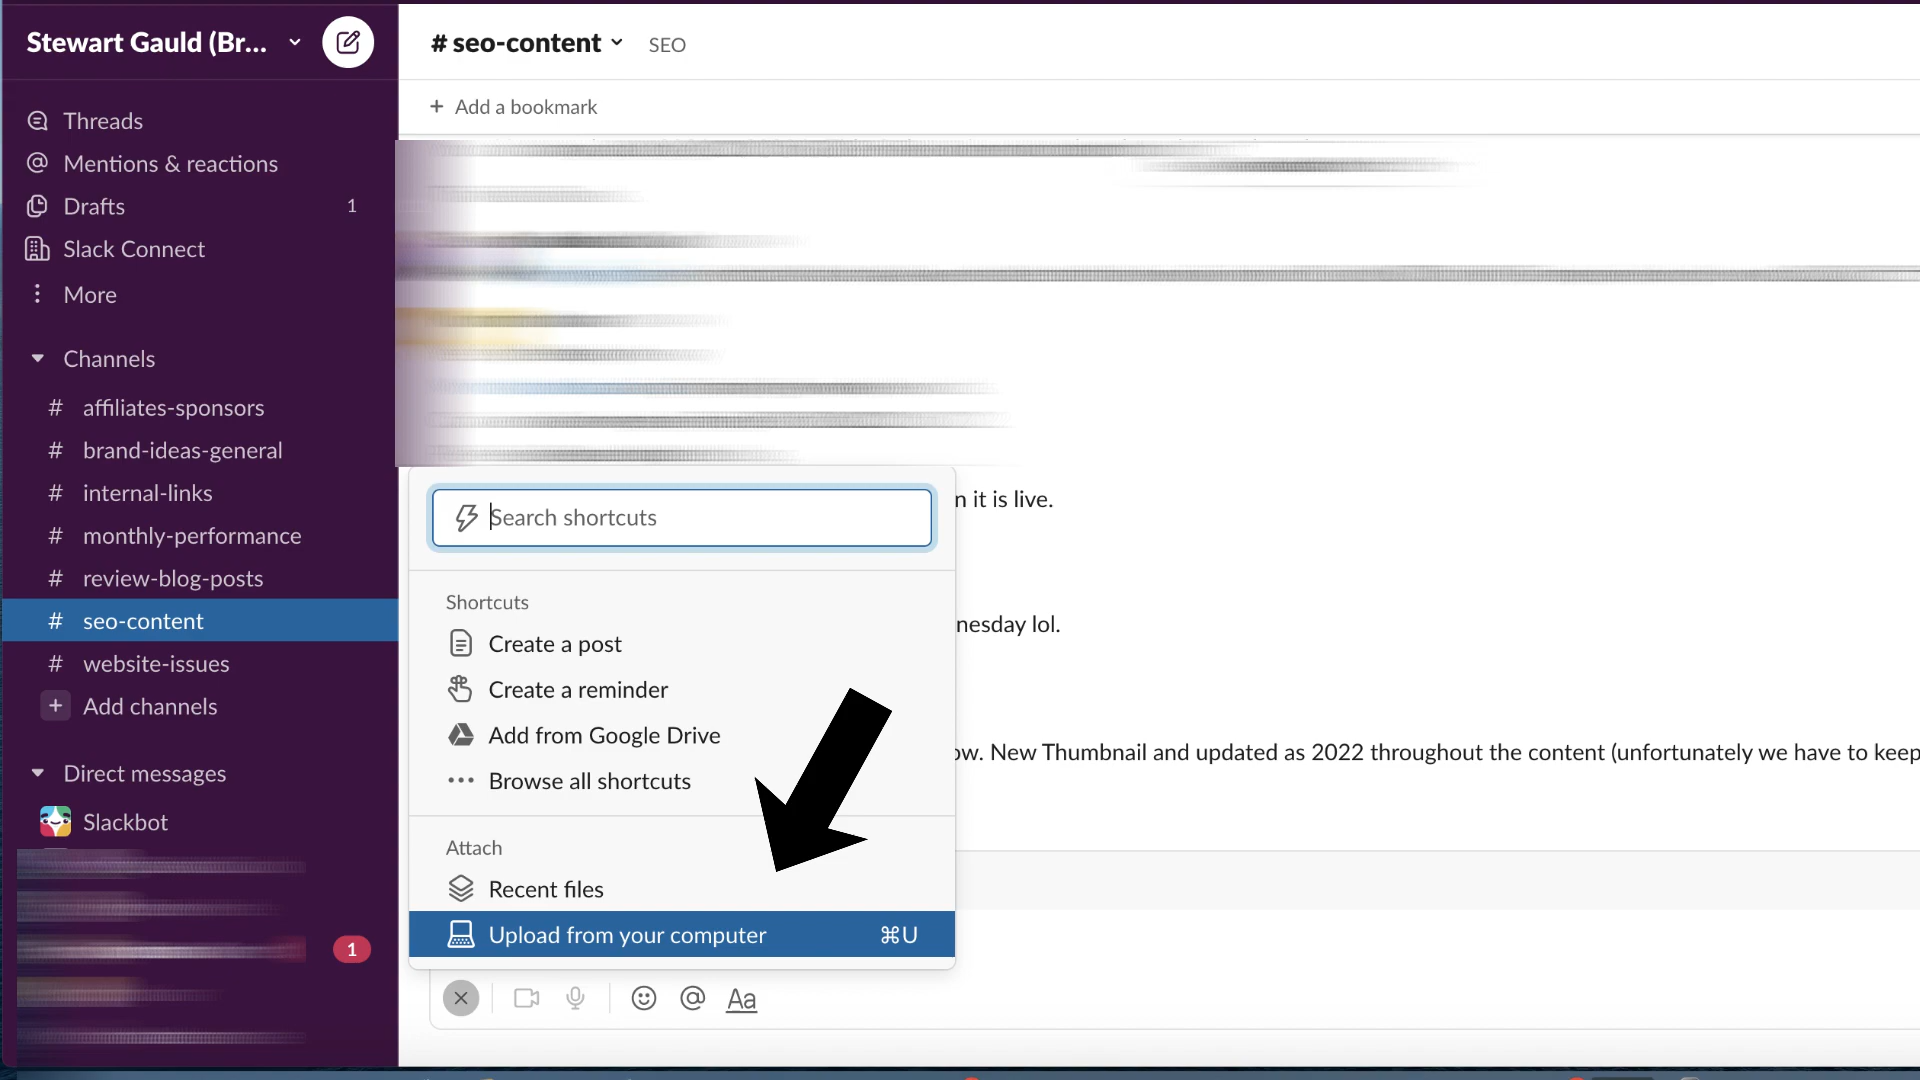 Stewart Gauld (Br...
Threads
Mentions & reactions
Drafts 1
Slack Connect
More
Channels
# affiliates-sponsors
# brand-ideas-general
# internal-links
# monthly-performance
# review-blog-posts
# seo-content
# website-issues
+ Add channels
Direct messages
Slackbot
1
# seo-content SEO
+ Add a bookmark
n it is live.
nesday lol.
ow. New Thumbnail and updated as 2022 throughout the content (unfortunately we have to keep
Search shortcuts
Shortcuts
Create a post
Create a reminder
Add from Google Drive
Browse all shortcuts
Attach
Recent files
Upload from your computer ⌘U
Aa